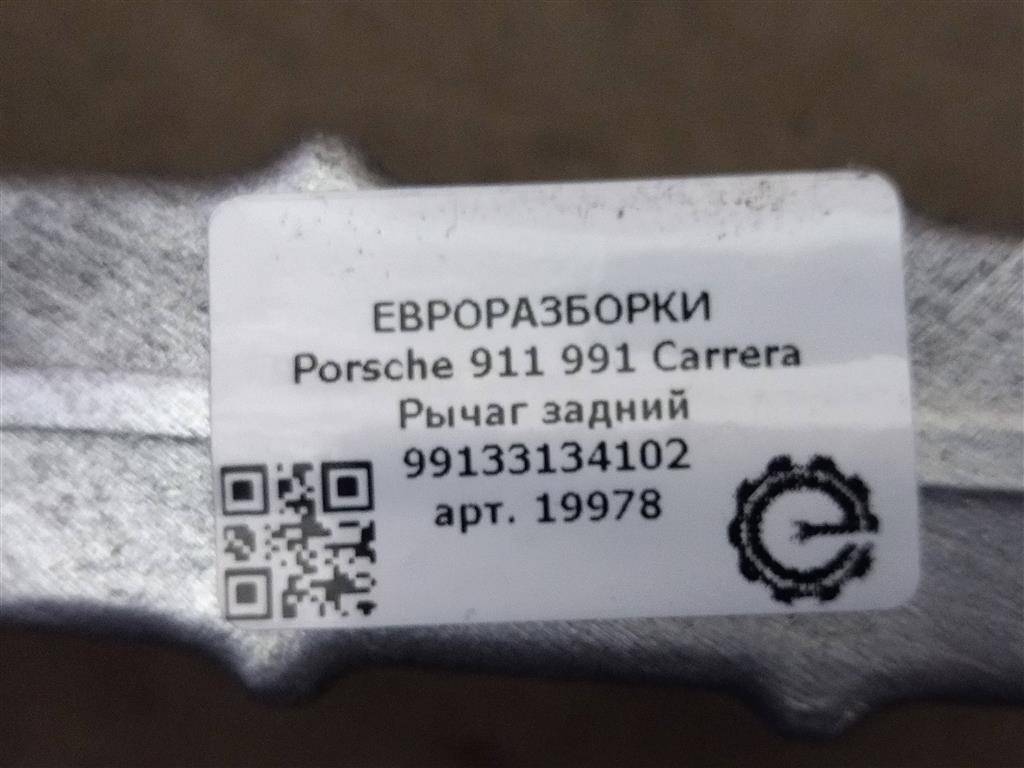 ЕВРОРАЗБОРКИ
Porsche 911 991 Carrera
Рычаг задний
99133134102
арт. 19978